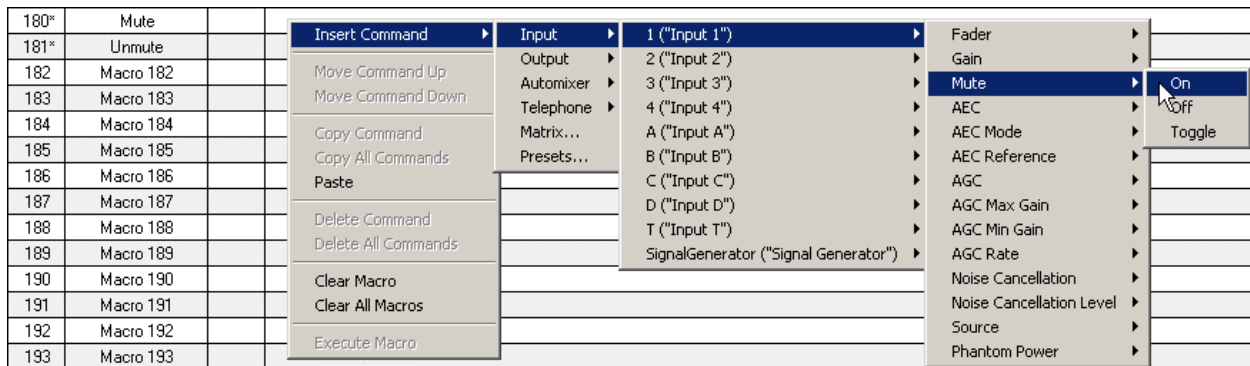 180* Mute
181* Unmute
182 Macro 182
183 Macro 183
184 Macro 184
185 Macro 185
186 Macro 186
187 Macro 187
188 Macro 188
189 Macro 189
190 Macro 190
191 Macro 191
192 Macro 192
193 Macro 193
Insert Command
Move Command Up
Move Command Down
Copy Command
Copy All Commands
Paste
Delete Command
Delete All Commands
Clear Macro
Clear All Macros
Execute Macro
Input
Output
Automixer
Telephone
Matrix...
Presets...
1 ("Input 1")
2 ("Input 2")
3 ("Input 3")
4 ("Input 4")
A ("Input A")
B ("Input B")
C ("Input C")
D ("Input D")
T ("Input T")
SignalGenerator ("Signal Generator")
Fader
Gain
Mute
AEC
AEC Mode
AEC Reference
AGC
AGC Max Gain
AGC Min Gain
AGC Rate
Noise Cancellation
Noise Cancellation Level
Source
Phantom Power
On
Off
Toggle